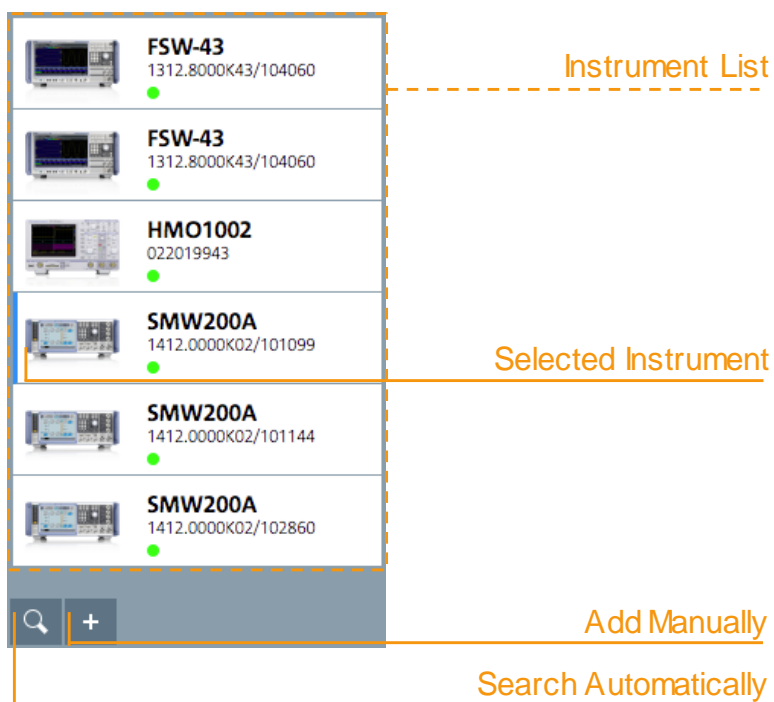 FSW-43
1312.8000K43/104060
Instrument List
FSW-43
1312.8000K43/104060
HMO1002
022019943
SMW200A
1412.0000K02/101099
Selected Instrument
SMW200A
1412.0000K02/101144
SMW200A
1412.0000K02/102860
+
Add Manually
Search Automatically